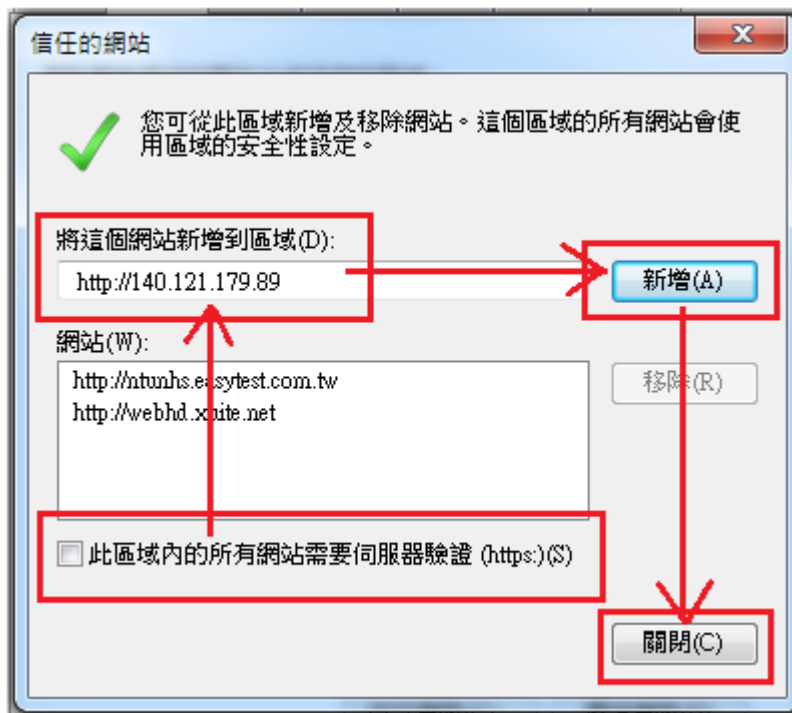 信任的網站
您可從此區域新增及移除網站。這個區域的所有網站會使
用區域的安全性設定。
將這個網站新增到區域(D):
http://140.121.179.89
新增(A)
網站(W):
http://ntunhs.easytest.com.tw
http://webhd.xuite.net
移除(R)
此區域內的所有網站需要伺服器驗證 (https:)(S)
關閉(C)